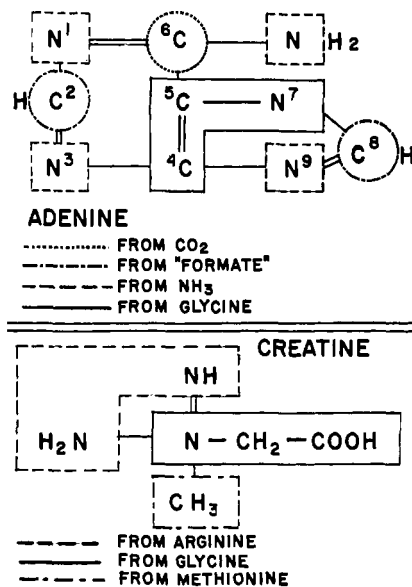 N¹ ⁶C N H₂
H C² ⁵C N⁷
N³ ⁴C N⁹ C⁸ H
ADENINE
FROM CO₂
FROM "FORMATE"
FROM NH₃
FROM GLYCINE
CREATINE
NH
H₂N N — CH₂ — COOH
CH₃
FROM ARGININE
FROM GLYCINE
FROM METHIONINE